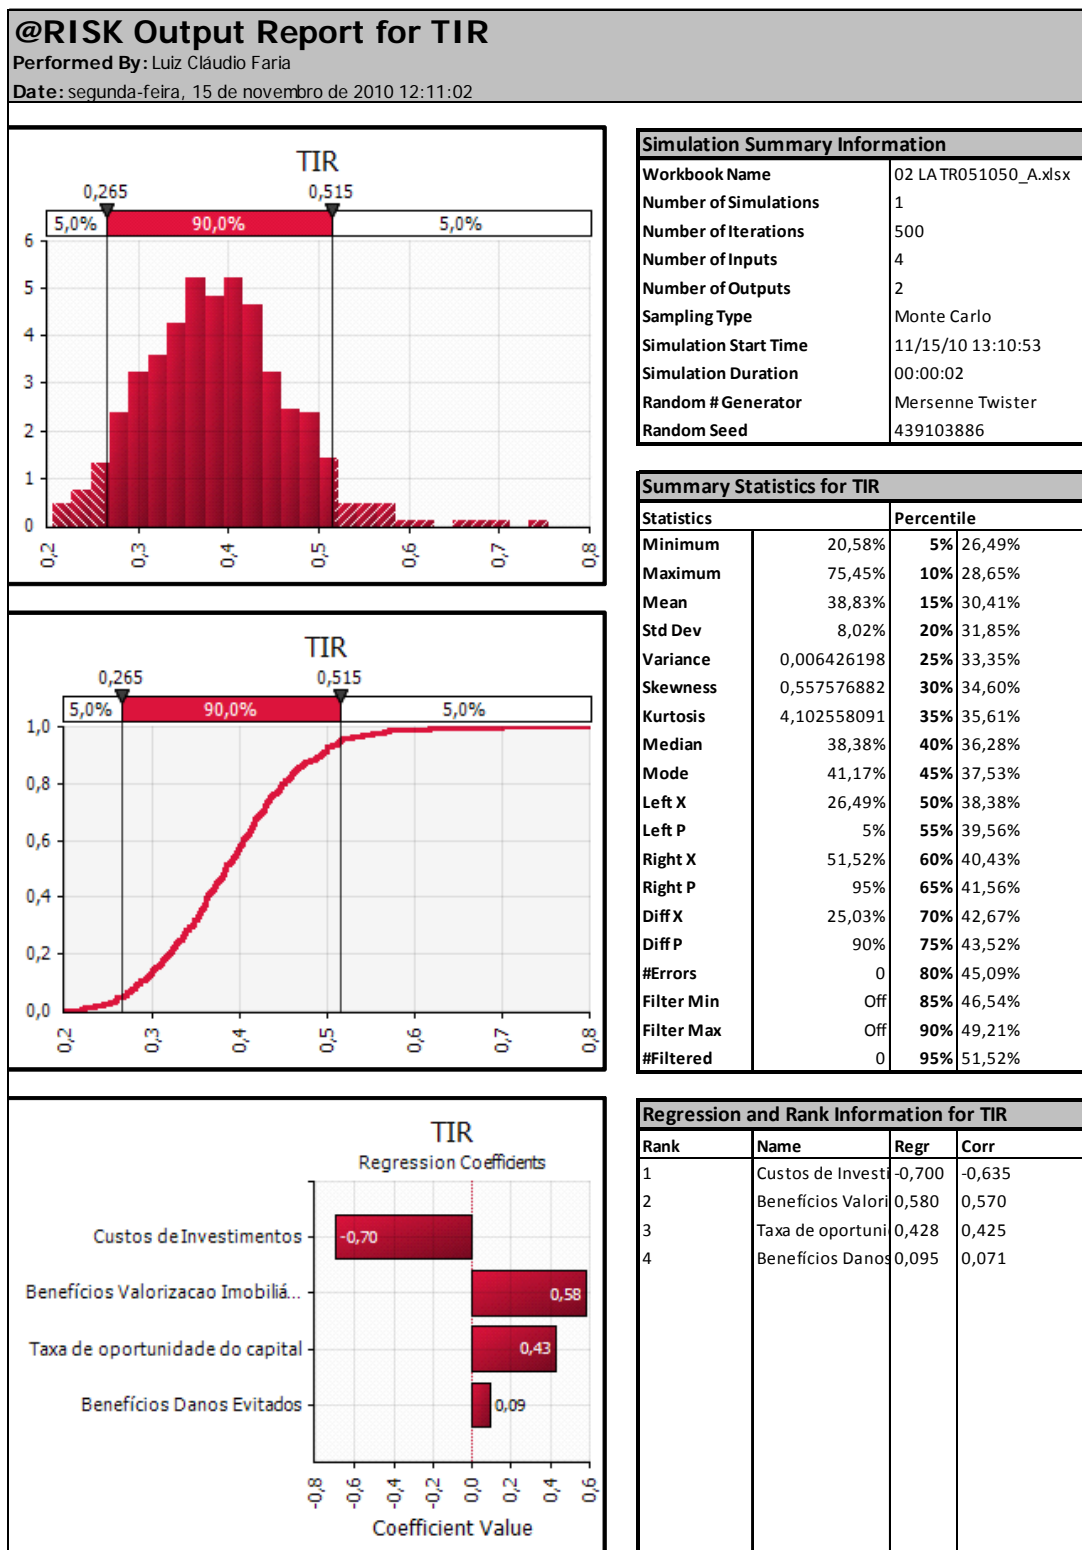 @RISK Output Report for TIR
Performed By: Luiz Cláudio Faria
Date: segunda-feira, 15 de novembro de 2010 12:11:02
TIR
0,265 0,515
5,0% 90,0% 5,0%
6
5
4
3
2
1
0
0,2 0,3 0,4 0,5 0,6 0,7 0,8
TIR
0,265 0,515
5,0% 90,0% 5,0%
1,0
0,8
0,6
0,4
0,2
0,0
0,2 0,3 0,4 0,5 0,6 0,7 0,8
TIR
Regression Coefficients
Custos de Investimentos -0,70
Benefícios Valorizacao Imobiliá... 0,58
Taxa de oportunidade do capital 0,43
Benefícios Danos Evitados 0,09
-0,8 -0,6 -0,4 -0,2 0,0 0,2 0,4 0,6
Coefficient Value
Simulation Summary Information
Workbook Name 02 LATR051050_A.xlsx
Number of Simulations 1
Number of Iterations 500
Number of Inputs 4
Number of Outputs 2
Sampling Type Monte Carlo
Simulation Start Time 11/15/10 13:10:53
Simulation Duration 00:00:02
Random # Generator Mersenne Twister
Random Seed 439103886
Summary Statistics for TIR
Statistics Percentile
Minimum 20,58% 5% 26,49%
Maximum 75,45% 10% 28,65%
Mean 38,83% 15% 30,41%
Std Dev 8,02% 20% 31,85%
Variance 0,006426198 25% 33,35%
Skewness 0,557576882 30% 34,60%
Kurtosis 4,102558091 35% 35,61%
Median 38,38% 40% 36,28%
Mode 41,17% 45% 37,53%
Left X 26,49% 50% 38,38%
Left P 5% 55% 39,56%
Right X 51,52% 60% 40,43%
Right P 95% 65% 41,56%
Diff X 25,03% 70% 42,67%
Diff P 90% 75% 43,52%
#Errors 0 80% 45,09%
Filter Min Off 85% 46,54%
Filter Max Off 90% 49,21%
#Filtered 0 95% 51,52%
Regression and Rank Information for TIR
Rank Name Regr Corr
1 Custos de Investi -0,700 -0,635
2 Benefícios Valori 0,580 0,570
3 Taxa de oportuni 0,428 0,425
4 Benefícios Danos 0,095 0,071